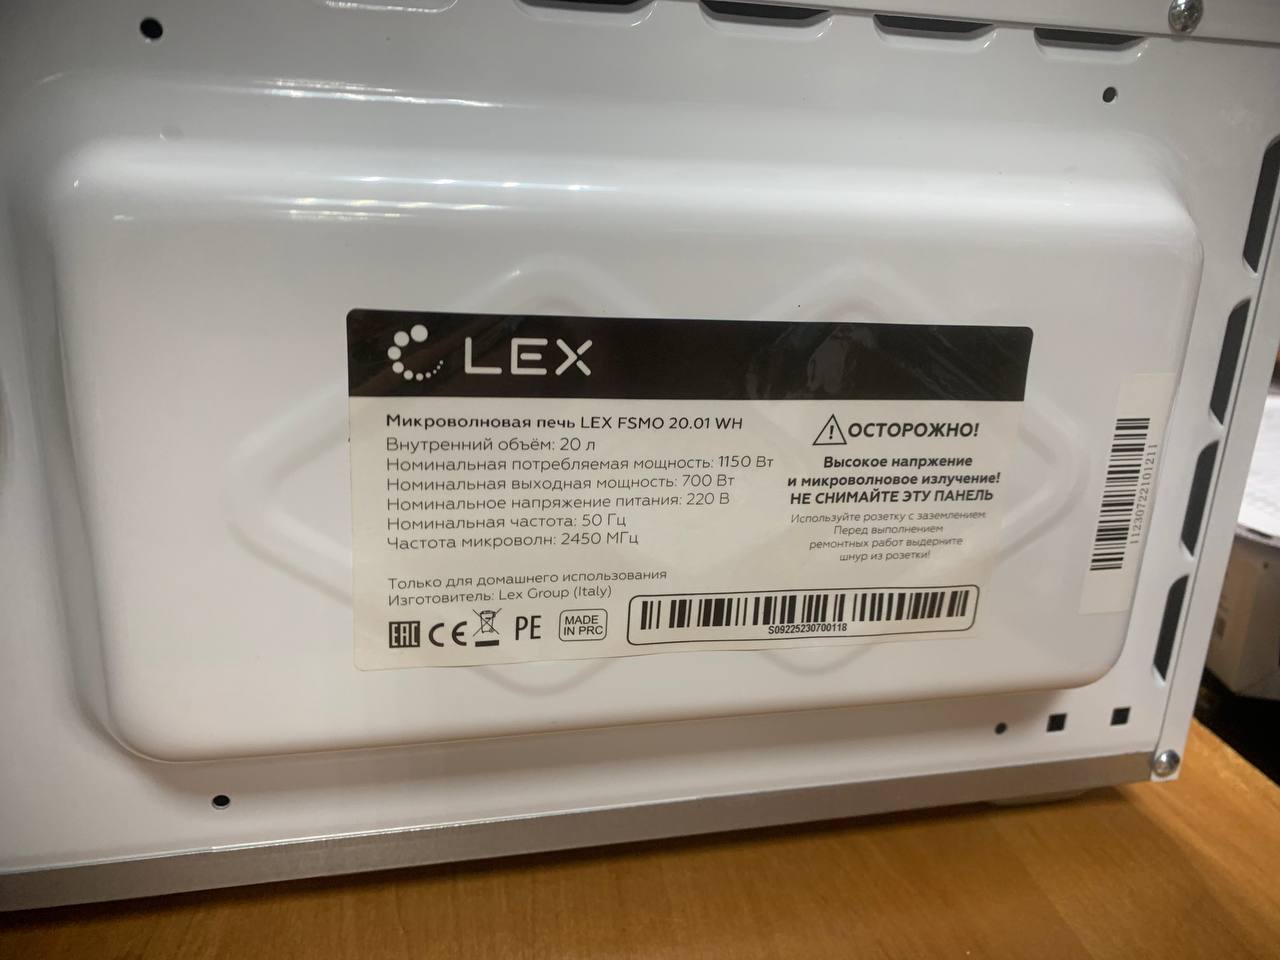 LEX
Микроволновая печь LEX FSMO 20.01 WH
Внутренний объём: 20 л
Номинальная потребляемая мощность: 1150 Вт
Номинальная выходная мощность: 700 Вт
Номинальное напряжение питания: 220 В
Номинальная частота: 50 Гц
Частота микроволн: 2450 МГц
Только для домашнего использования
Изготовитель: Lex Group (Italy)
EAC CE PE MADE
IN PRC
S09225230700118
ОСТОРОЖНО!
Высокое напржение
и микроволновое излучение!
НЕ СНИМАЙТЕ ЭТУ ПАНЕЛЬ
Используйте розетку с заземлением.
Перед выполнением
ремонтных работ выдерните
шнур из розетки!
11230722101211